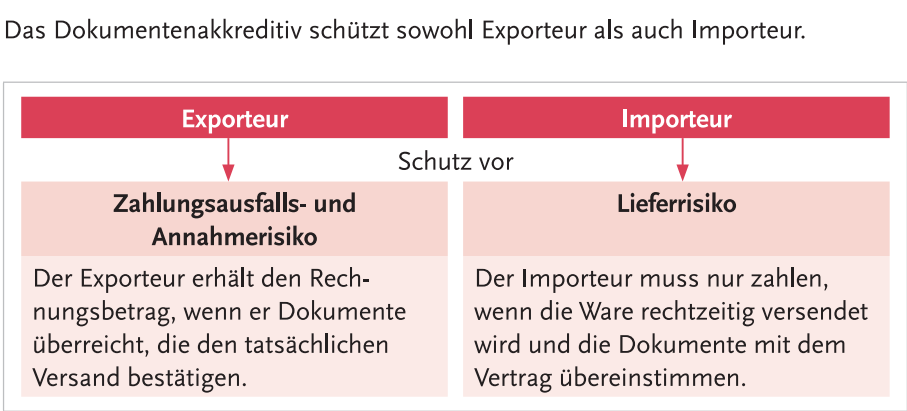 Das Dokumentenakkreditiv schützt sowohl Exporteur als auch Importeur.
Exporteur
Importeur
Schutz vor
Zahlungsausfalls- und
Annahmerisiko
Der Exporteur erhält den Rech-
nungsbetrag, wenn er Dokumente
überreicht, die den tatsächlichen
Versand bestätigen.
Lieferrisiko
Der Importeur muss nur zahlen,
wenn die Ware rechtzeitig versendet
wird und die Dokumente mit dem
Vertrag übereinstimmen.